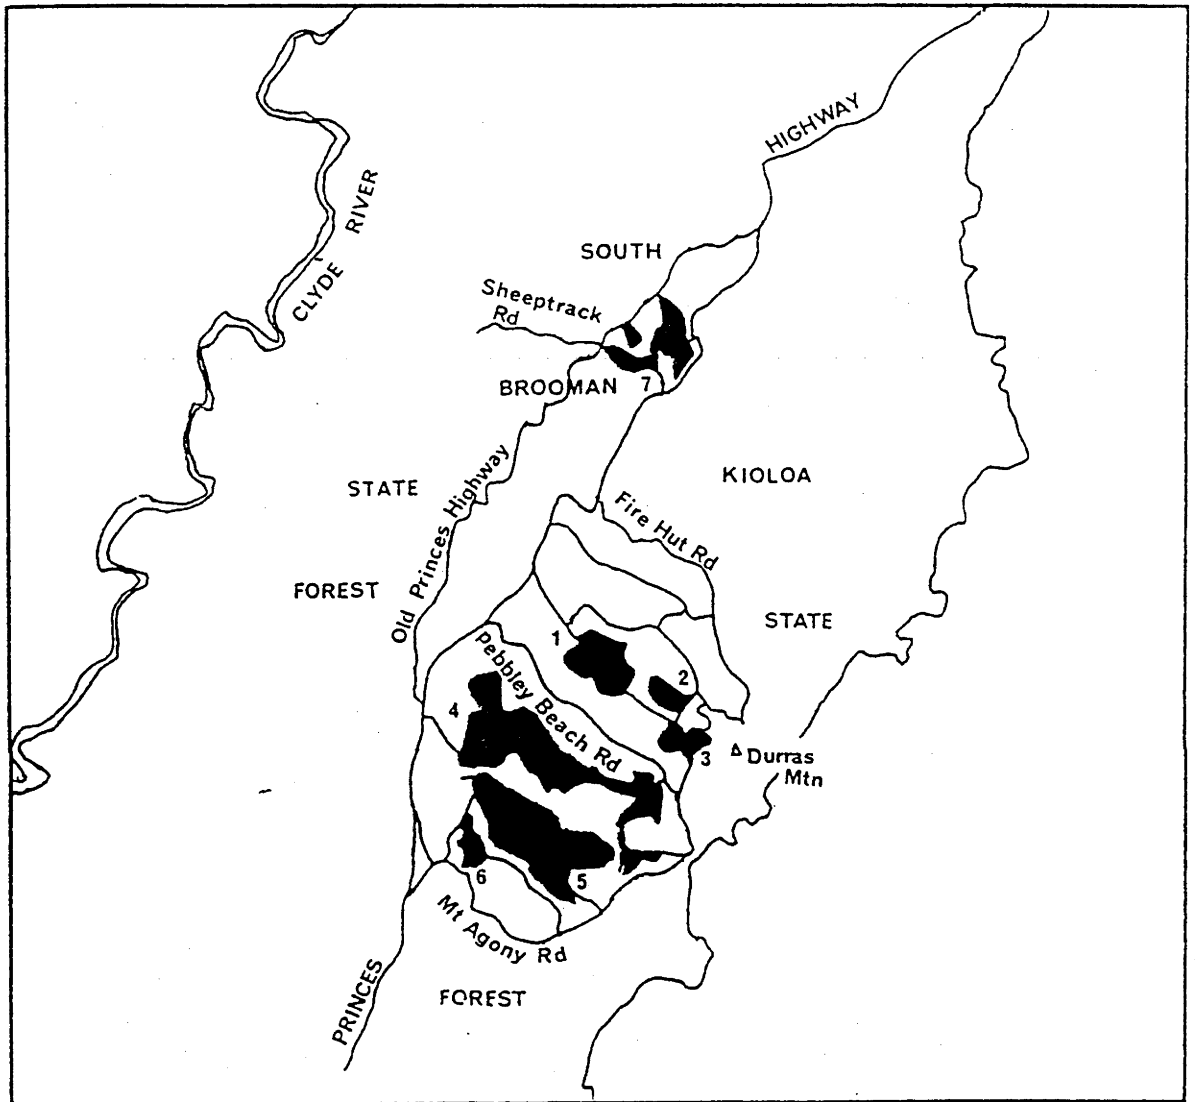 HIGHWAY
CLYDE RIVER
SOUTH
Sheeptrack
Rd
BROOMAN
7
STATE
Old Princes Highway
KIOLOA
Fire Hut Rd
FOREST
STATE
1
Pebbley Beach Rd
2
4
3
Durras
Mtn
6
5
Mt Agony Rd
PRINCES
FOREST